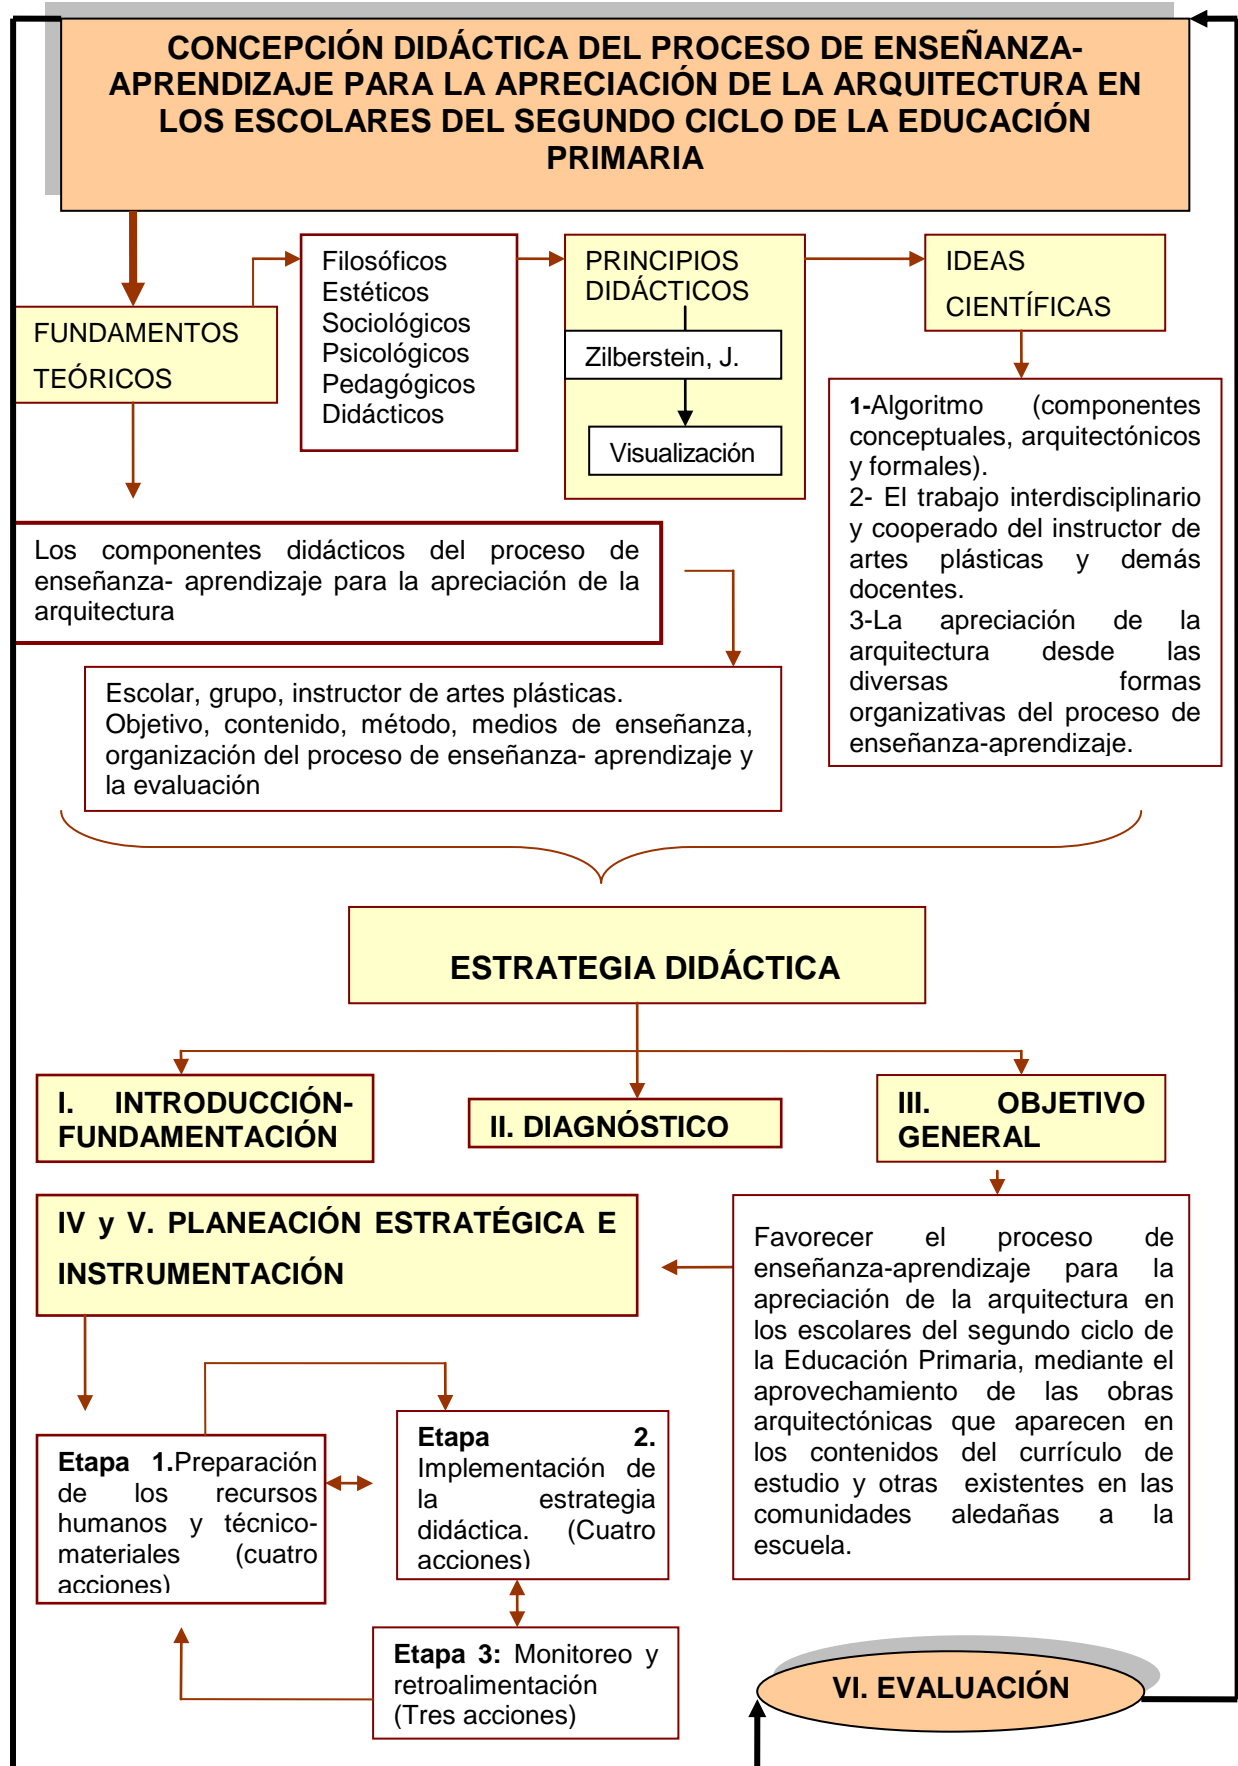 CONCEPCIÓN DIDÁCTICA DEL PROCESO DE ENSEÑANZA-
APRENDIZAJE PARA LA APRECIACIÓN DE LA ARQUITECTURA EN
LOS ESCOLARES DEL SEGUNDO CICLO DE LA EDUCACIÓN
PRIMARIA
FUNDAMENTOS
TEÓRICOS
Filosóficos
Estéticos
Sociológicos
Psicológicos
Pedagógicos
Didácticos
PRINCIPIOS
DIDÁCTICOS
Zilberstein, J.
Visualización
IDEAS
CIENTÍFICAS
1-Algoritmo (componentes
conceptuales, arquitectónicos
y formales).
2- El trabajo interdisciplinario
y cooperado del instructor de
artes plásticas y demás
docentes.
3-La apreciación de la
arquitectura desde las
diversas formas
organizativas del proceso de
enseñanza-aprendizaje.
Los componentes didácticos del proceso de
enseñanza- aprendizaje para la apreciación de la
arquitectura
Escolar, grupo, instructor de artes plásticas.
Objetivo, contenido, método, medios de enseñanza,
organización del proceso de enseñanza- aprendizaje y
la evaluación
ESTRATEGIA DIDÁCTICA
I. INTRODUCCIÓN-
FUNDAMENTACIÓN
II. DIAGNÓSTICO
III. OBJETIVO
GENERAL
IV y V. PLANEACIÓN ESTRATÉGICA E
INSTRUMENTACIÓN
Favorecer el proceso de
enseñanza-aprendizaje para la
apreciación de la arquitectura en
los escolares del segundo ciclo de
la Educación Primaria, mediante el
aprovechamiento de las obras
arquitectónicas que aparecen en
los contenidos del currículo de
estudio y otras existentes en las
comunidades aledañas a la
escuela.
Etapa 1.Preparación
de los recursos
humanos y técnico-
materiales (cuatro
acciones)
Etapa 2.
Implementación de
la estrategia
didáctica. (Cuatro
acciones)
Etapa 3: Monitoreo y
retroalimentación
(Tres acciones)
VI. EVALUACIÓN